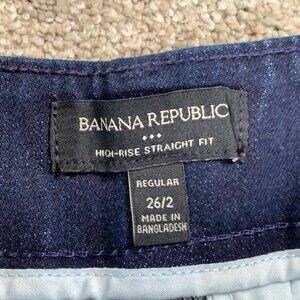 BANANA REPUBLIC
HIGH-RISE STRAIGHT FIT
REGULAR
26/2
MADE IN
BANGLADESH